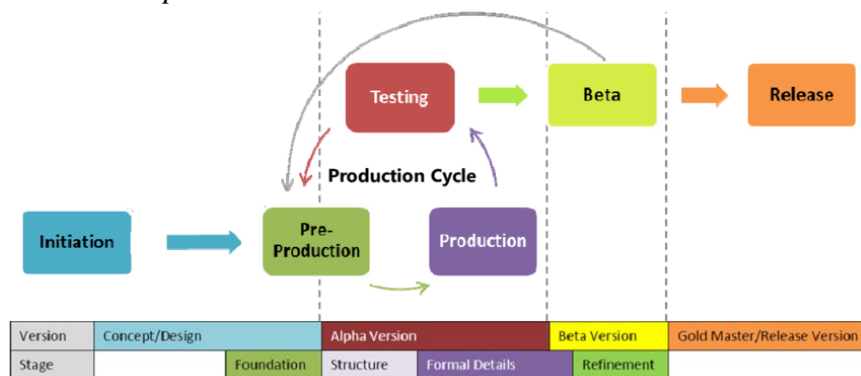 Testing
Beta
Release
Production Cycle
Initiation
Pre-
Production
Production
Version Concept/Design Alpha Version Beta Version Gold Master/Release Version
Stage Foundation Structure Formal Details Refinement